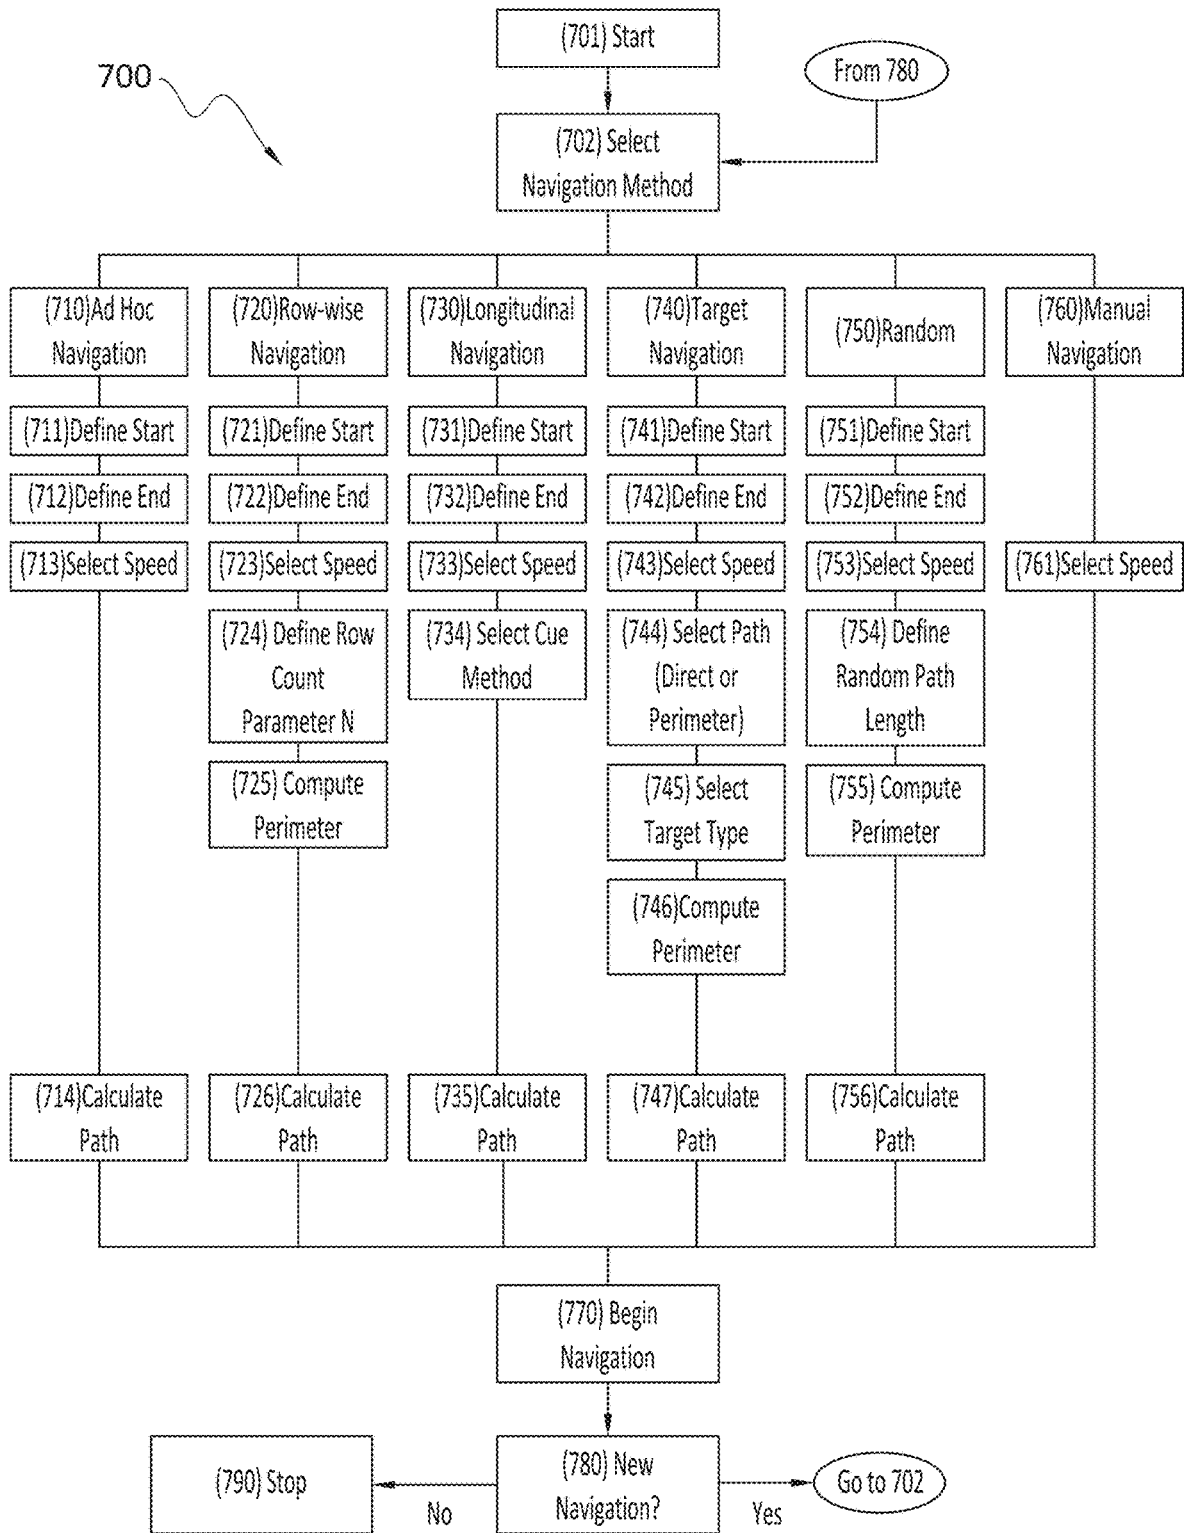 (701) Start
700
From 780
(702) Select
Navigation Method
(710)Ad Hoc
Navigation
(720)Row-wise
Navigation
(730)Longitudinal
Navigation
(740)Target
Navigation
(750)Random
(760)Manual
Navigation
(711)Define Start
(721)Define Start
(731)Define Start
(741)Define Start
(751)Define Start
(712)Define End
(722)Define End
(732)Define End
(742)Define End
(752)Define End
(713)Select Speed
(723)Select Speed
(733)Select Speed
(743)Select Speed
(753)Select Speed
(761)Select Speed
(724) Define Row
Count
Parameter N
(734) Select Cue
Method
(744) Select Path
(Direct or
Perimeter)
(754) Define
Random Path
Length
(725) Compute
Perimeter
(745) Select
Target Type
(755) Compute
Perimeter
(746)Compute
Perimeter
(714)Calculate
Path
(726)Calculate
Path
(735)Calculate
Path
(747)Calculate
Path
(756)Calculate
Path
(770) Begin
Navigation
(790) Stop
No
(780) New
Navigation?
Yes
Go to 702